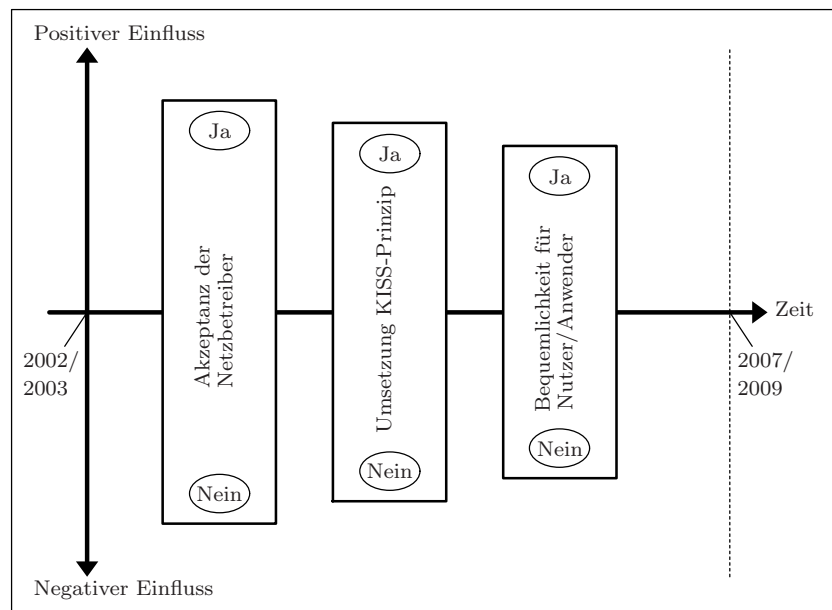 Positiver Einfluss
Ja
Ja
Ja
Akzeptanz der
Netzbetreiber
Umsetzung KISS-Prinzip
Bequemlichkeit für
Nutzer/Anwender
Zeit
2002/
2003
2007/
2009
Nein
Nein
Nein
Negativer Einfluss